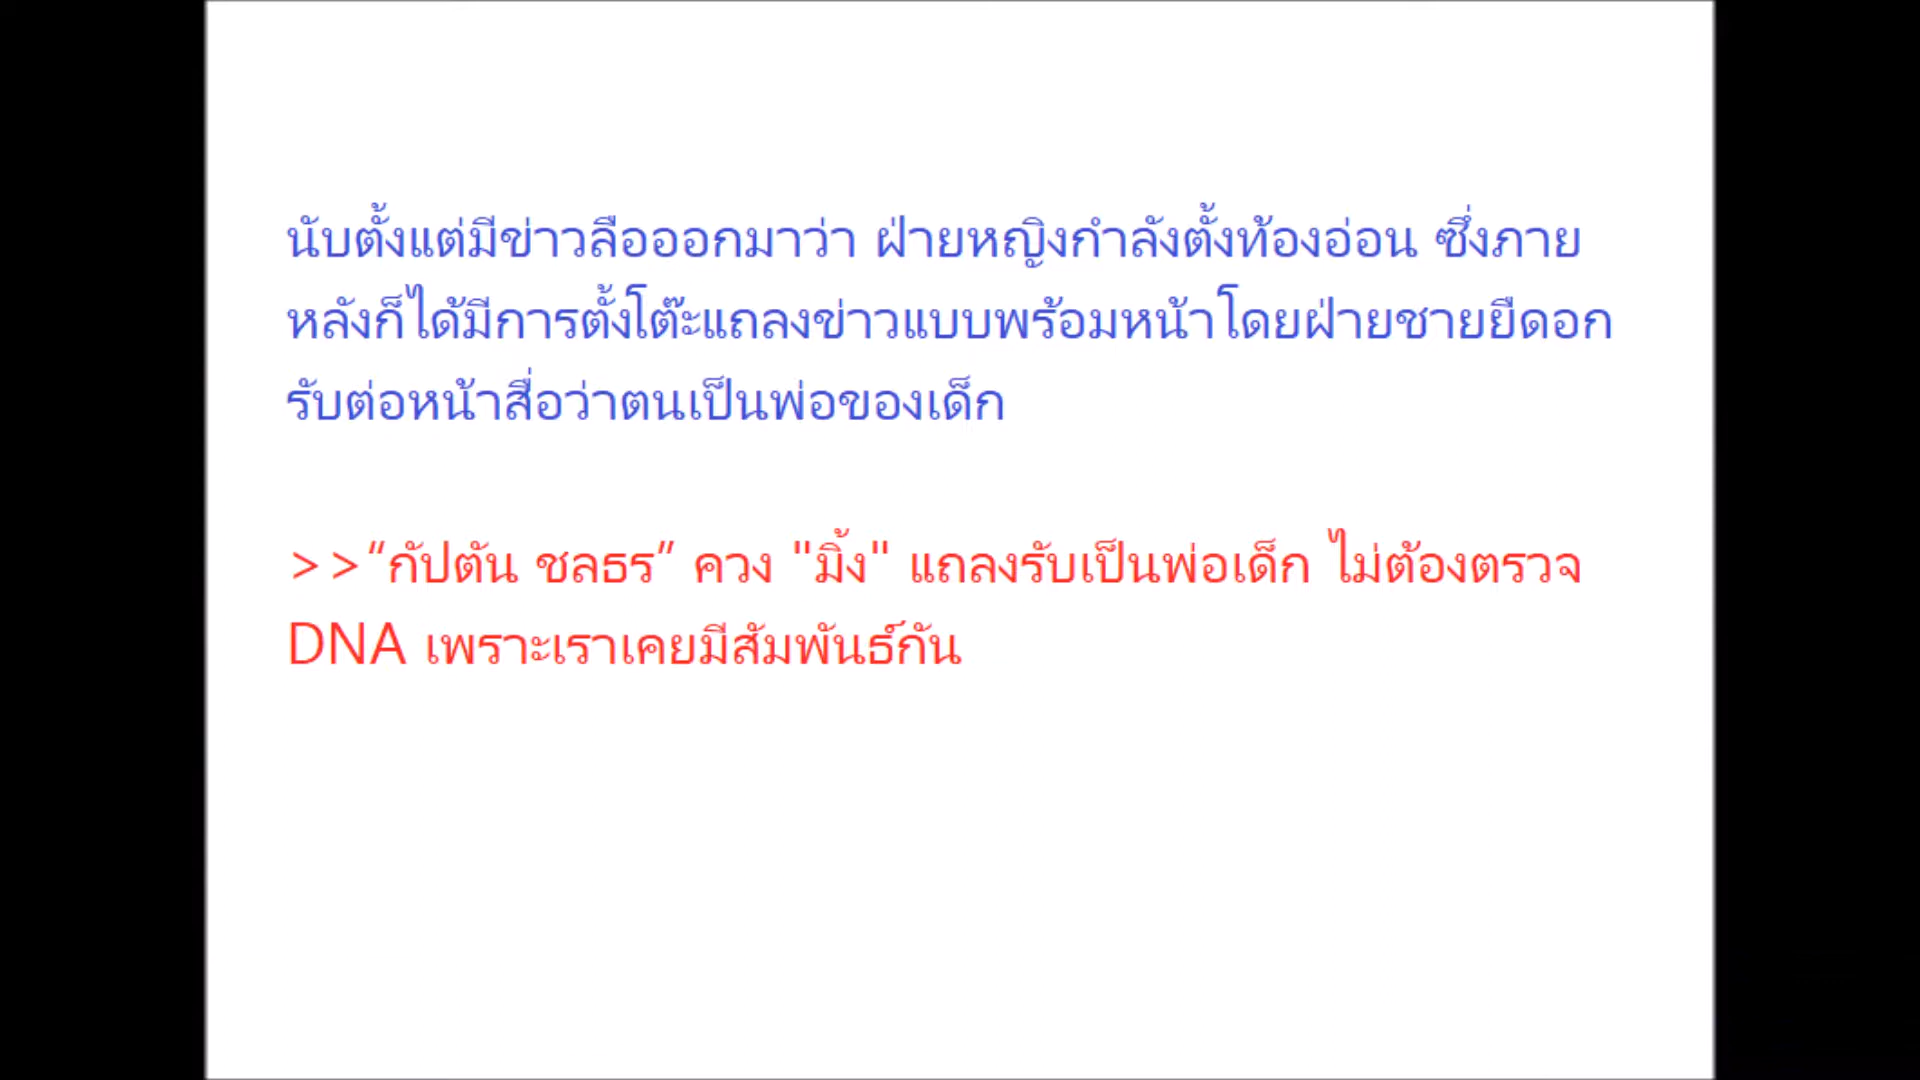 นับตั้งแต่มีข่าวลือออกมาว่า ฝ่ายหญิงกำลังตั้งท้องอ่อน ซึ่งภาย
หลังก็ได้มีการตั้งโต๊ะแถลงข่าวแบบพร้อมหน้าโดยฝ่ายชายยืดอก
รับต่อหน้าสื่อว่าตนเป็นพ่อของเด็ก
>>“กัปตัน ชลธร” ควง "มิ้ง" แถลงรับเป็นพ่อเด็ก ไม่ต้องตรวจ
DNA เพราะเราเคยมีสัมพันธ์กัน